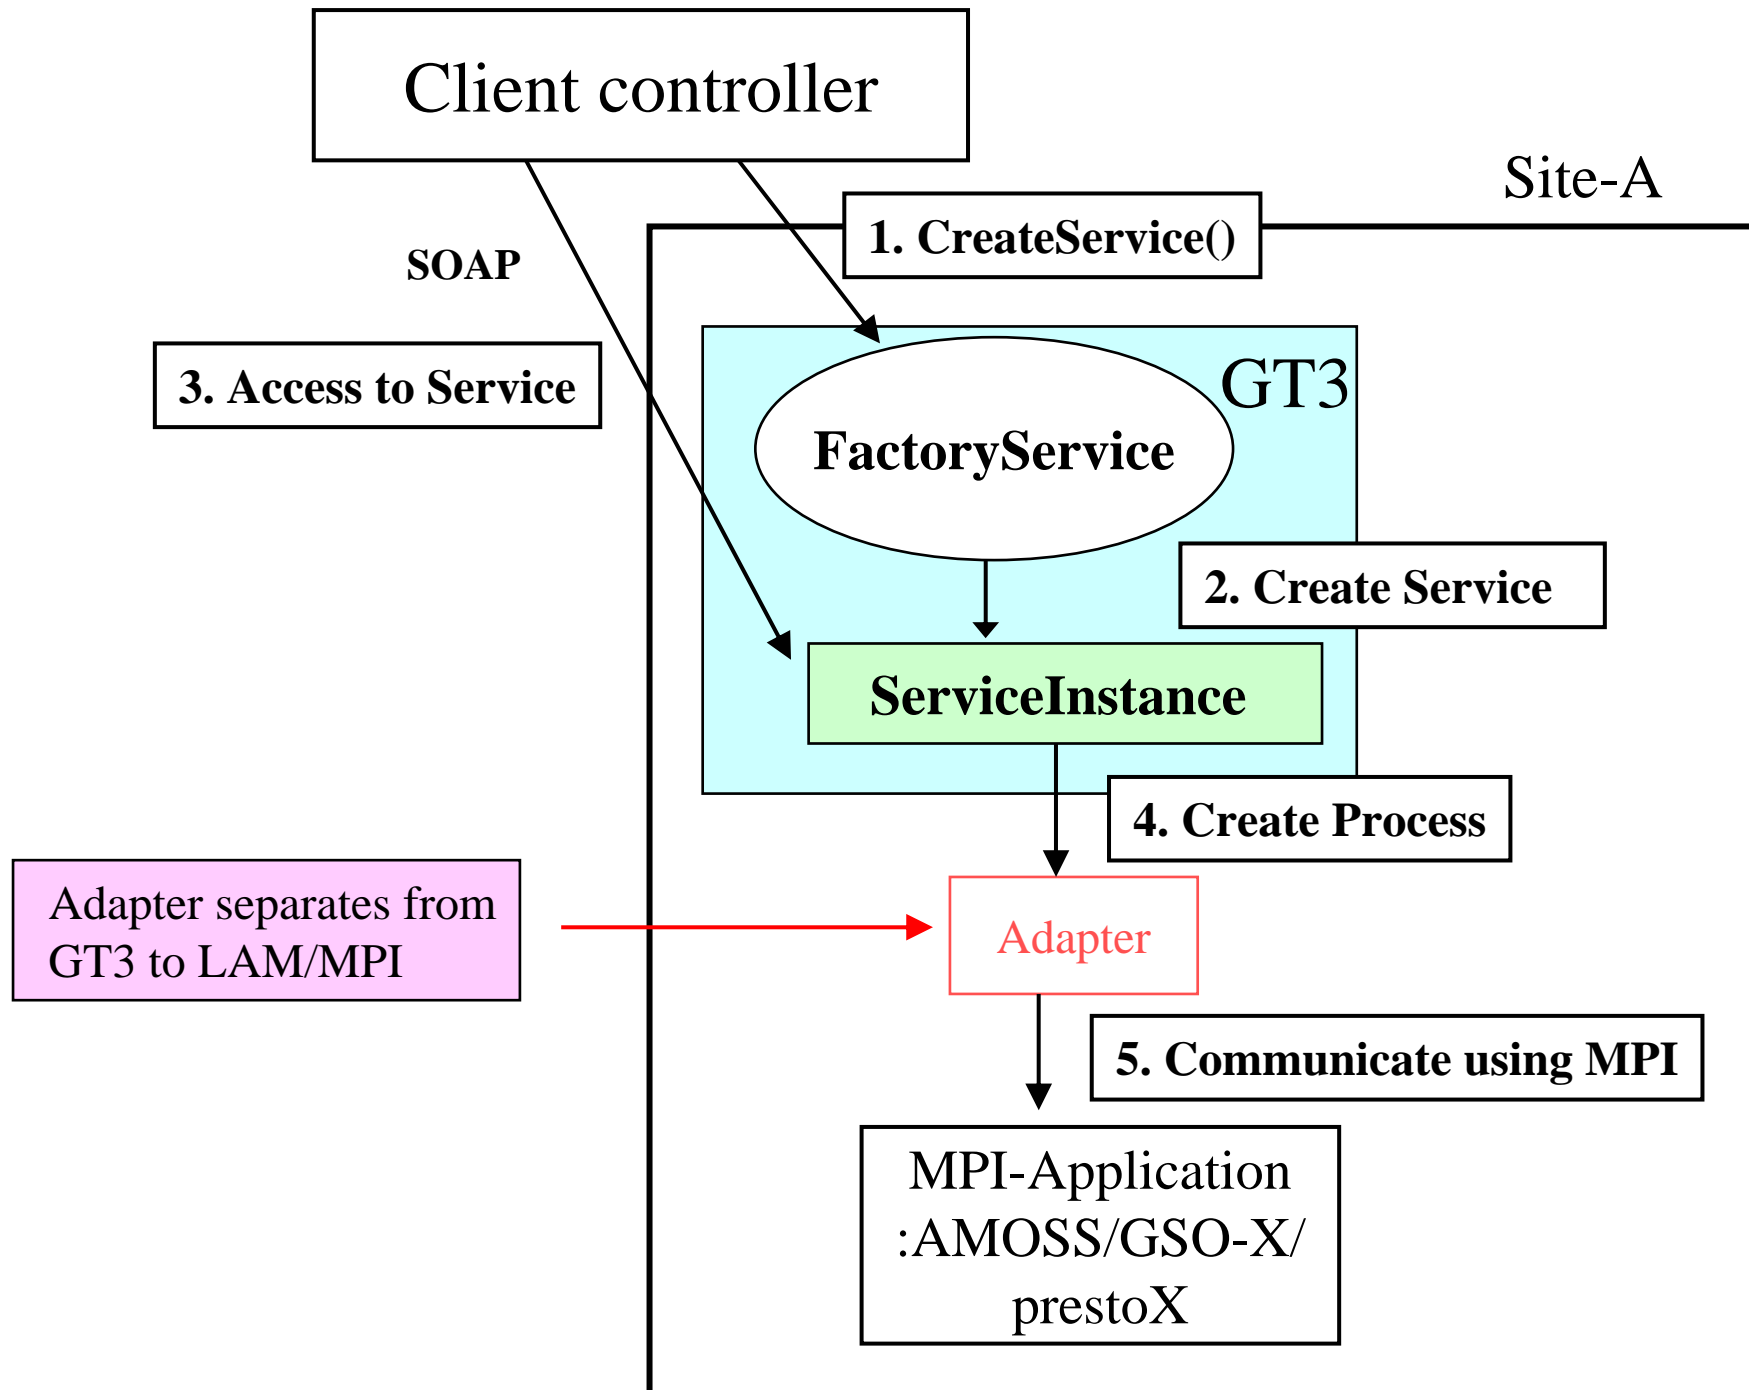 Client controller
Site-A
1. CreateService()
SOAP
3. Access to Service
GT3
FactoryService
2. Create Service
ServiceInstance
4. Create Process
Adapter separates from
GT3 to LAM/MPI
Adapter
5. Communicate using MPI
MPI-Application
:AMOSS/GSO-X/
prestoX